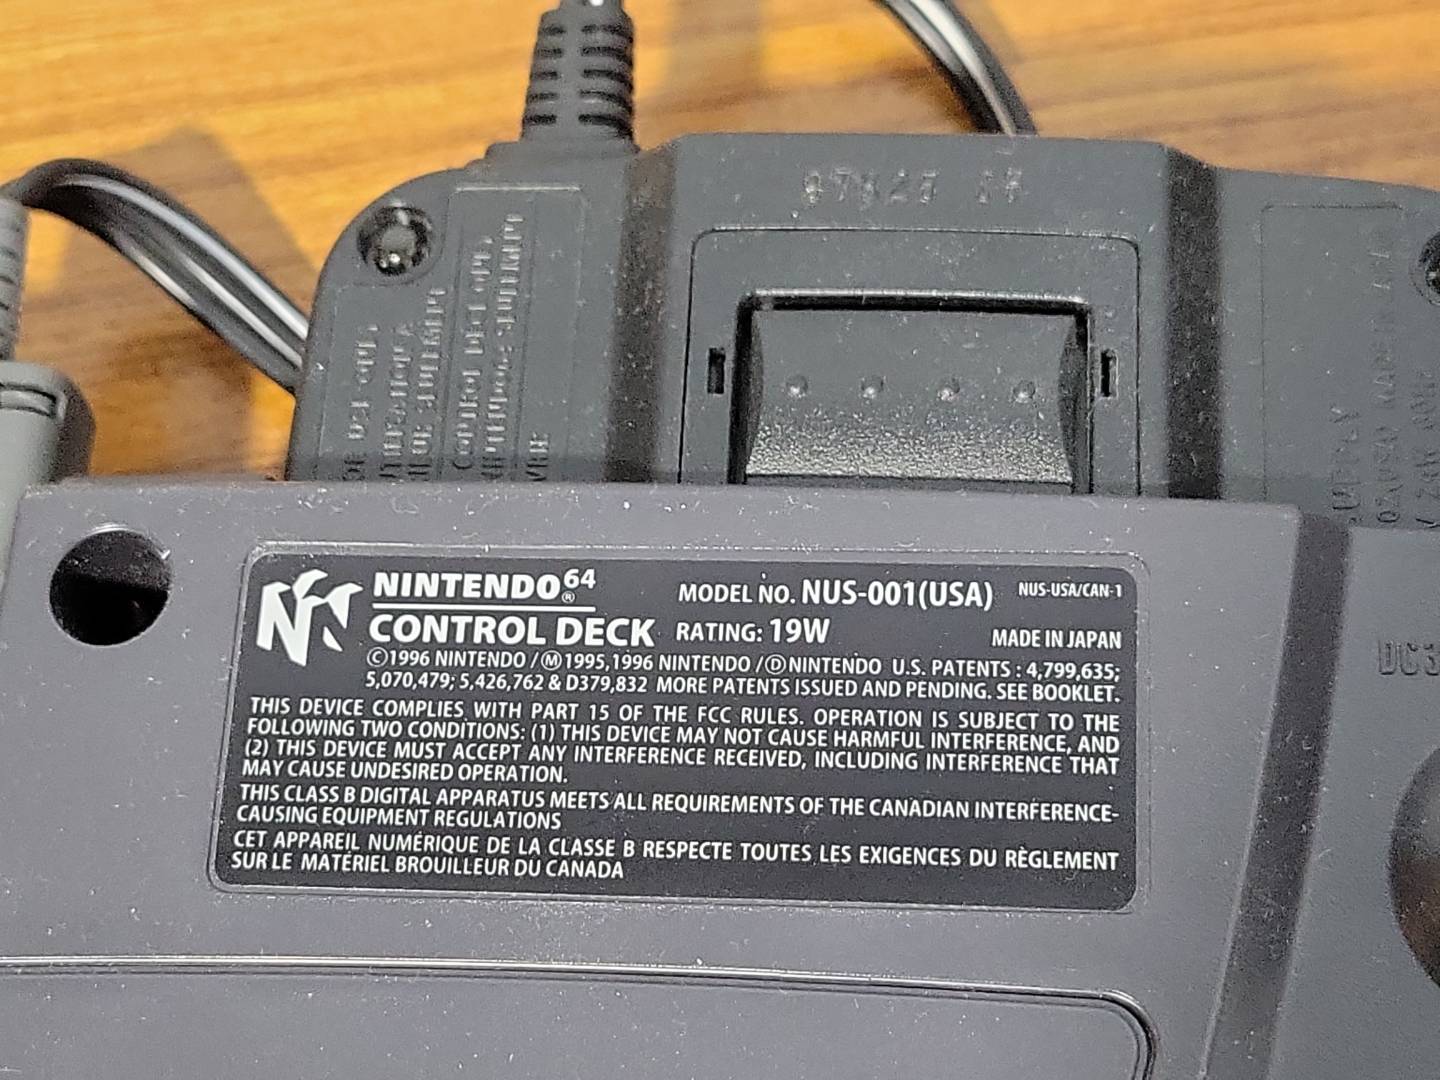 NINTENDO64®
CONTROL DECK
MODEL NO. NUS-001(USA)
NUS-USA/CAN-1
RATING: 19W
MADE IN JAPAN
©1996 NINTENDO/Ⓜ1995,1996 NINTENDO/ⒹNINTENDO U.S. PATENTS : 4,799,635;
5,070,479; 5,426,762 & D379,832 MORE PATENTS ISSUED AND PENDING. SEE BOOKLET.
THIS DEVICE COMPLIES WITH PART 15 OF THE FCC RULES. OPERATION IS SUBJECT TO THE
FOLLOWING TWO CONDITIONS: (1) THIS DEVICE MAY NOT CAUSE HARMFUL INTERFERENCE, AND
(2) THIS DEVICE MUST ACCEPT ANY INTERFERENCE RECEIVED, INCLUDING INTERFERENCE THAT
MAY CAUSE UNDESIRED OPERATION.
THIS CLASS B DIGITAL APPARATUS MEETS ALL REQUIREMENTS OF THE CANADIAN INTERFERENCE-
CAUSING EQUIPMENT REGULATIONS
CET APPAREIL NUMÉRIQUE DE LA CLASSE B RESPECTE TOUTES LES EXIGENCES DU RÈGLEMENT
SUR LE MATÉRIEL BROUILLEUR DU CANADA
CONTROL DECK
DC3